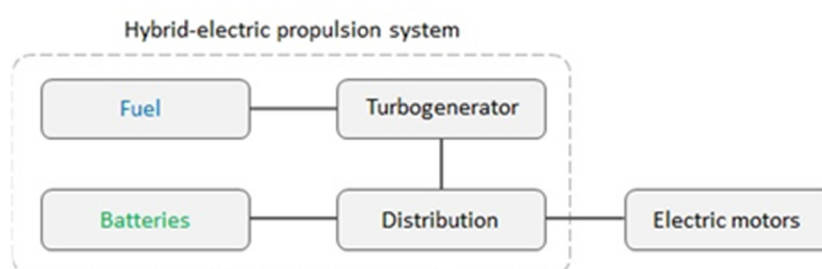 Hybrid-electric propulsion system
Fuel
Turbogenerator
Batteries
Distribution
Electric motors